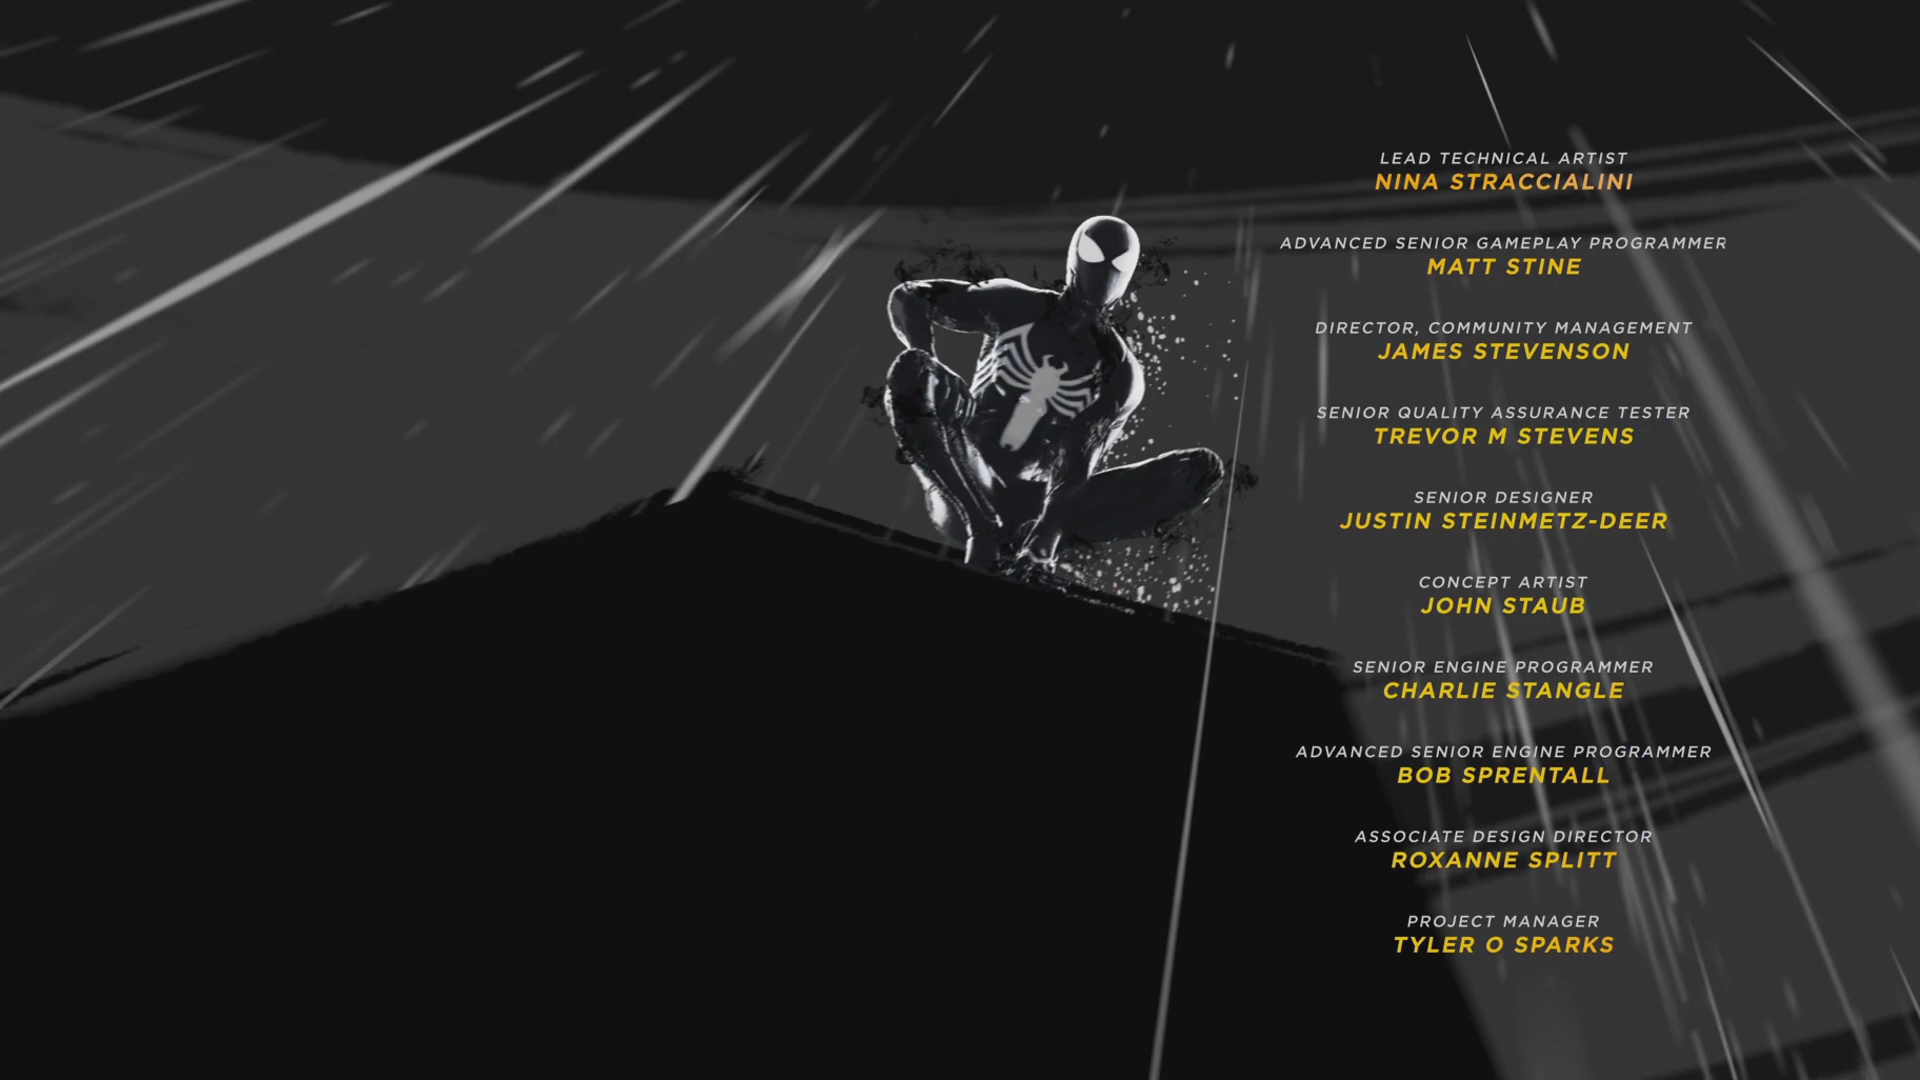 LEAD TECHNICAL ARTIST
NINA STRACCIALINI
ADVANCED SENIOR GAMEPLAY PROGRAMMER
MATT STINE
DIRECTOR, COMMUNITY MANAGEMENT
JAMES STEVENSON
SENIOR QUALITY ASSURANCE TESTER
TREVOR M STEVENS
SENIOR DESIGNER
JUSTIN STEINMETZ-DEER
CONCEPT ARTIST
JOHN STAUB
SENIOR ENGINE PROGRAMMER
CHARLIE STANGLE
ADVANCED SENIOR ENGINE PROGRAMMER
BOB SPRENTALL
ASSOCIATE DESIGN DIRECTOR
ROXANNE SPLITT
PROJECT MANAGER
TYLER O SPARKS